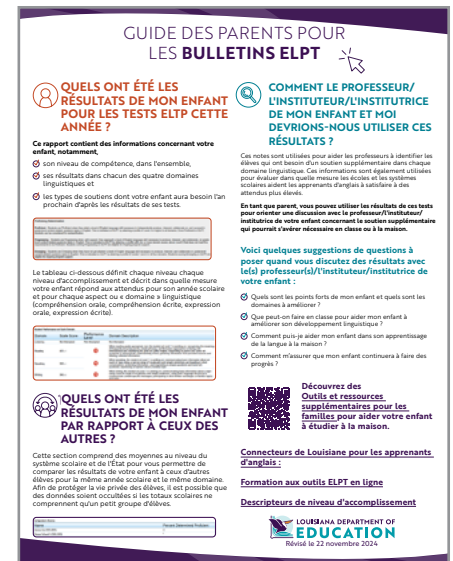 GUIDE DES PARENTS POUR
LES BULLETINS ELPT
QUELS ONT ÉTÉ LES
RÉSULTATS DE MON ENFANT
POUR LES TESTS ELTP CETTE
ANNÉE ?
Ce rapport contient des informations concernant votre
enfant, notamment,
son niveau de compétence, dans l'ensemble,
ses résultats dans chacun des quatre domaines
linguistiques et
les types de soutiens dont votre enfant aura besoin l'an
prochain d'après les résultats de ses tests.
Le tableau ci-dessous définit chaque niveau chaque
niveau d'accomplissement et décrit dans quelle mesure
votre enfant répond aux attendus pour son année scolaire
et pour chaque aspect ou « domaine » linguistique
(compréhension orale, compréhension écrite, expression
orale, expression écrite).
QUELS ONT ÉTÉ LES
RÉSULTATS DE MON ENFANT
PAR RAPPORT À CEUX DES
AUTRES ?
Cette section comprend des moyennes au niveau du
système scolaire et de l'État pour vous permettre de
comparer les résultats de votre enfant à ceux d'autres
élèves pour la même année scolaire et le même domaine.
Afin de protéger la vie privée des élèves, il est possible que
des données soient occultées si les totaux scolaires ne
comprennent qu'un petit groupe d'élèves.
COMMENT LE PROFESSEUR/
L'INSTITUTEUR/L'INSTITUTRICE
DE MON ENFANT ET MOI
DEVRIONS-NOUS UTILISER CES
RÉSULTATS ?
Ces notes sont utilisées pour aider les professeurs à identifier les
élèves qui ont besoin d'un soutien supplémentaire dans chaque
domaine linguistique. Ces informations sont également utilisées
pour évaluer dans quelle mesure les écoles et les systèmes
scolaires aident les apprenants d'anglais à satisfaire à des
attendus plus élevés.
En tant que parent, vous pouvez utiliser les résultats de ces tests
pour orienter une discussion avec le professeur/l'instituteur/
institutrice de votre enfant concernant le soutien supplémentaire
qui pourrait s'avérer nécessaire en classe ou à la maison.
Voici quelques suggestions de questions à
poser quand vous discutez des résultats avec
le(s) professeur(s)/l'instituteur/institutrice de
votre enfant :
Quels sont les points forts de mon enfant et quels sont les
domaines à améliorer ?
Que peut-on faire en classe pour aider mon enfant à
améliorer son développement linguistique ?
Comment puis-je aider mon enfant dans son apprentissage
de la langue à la maison ?
Comment m'assurer que mon enfant continuera à faire des
progrès ?
Découvrez des
Outils et ressources
supplémentaires pour les
familles pour aider votre enfant
à étudier à la maison.
Connecteurs de Louisiane pour les apprenants
d'anglais :
Formation aux outils ELPT en ligne
Descripteurs de niveau d'accomplissement
LOUISIANA DEPARTMENT OF
EDUCATION
Révisé le 22 novembre 2024